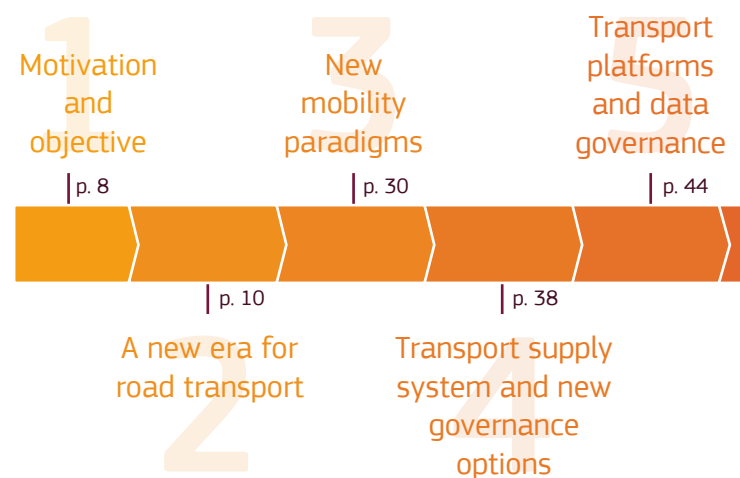 1
Motivation
and
objective
p. 8
2
p. 10
A new era for
road transport
3
New
mobility
paradigms
p. 30
4
p. 38
Transport supply
system and new
governance
options
5
Transport
platforms
and data
governance
p. 44